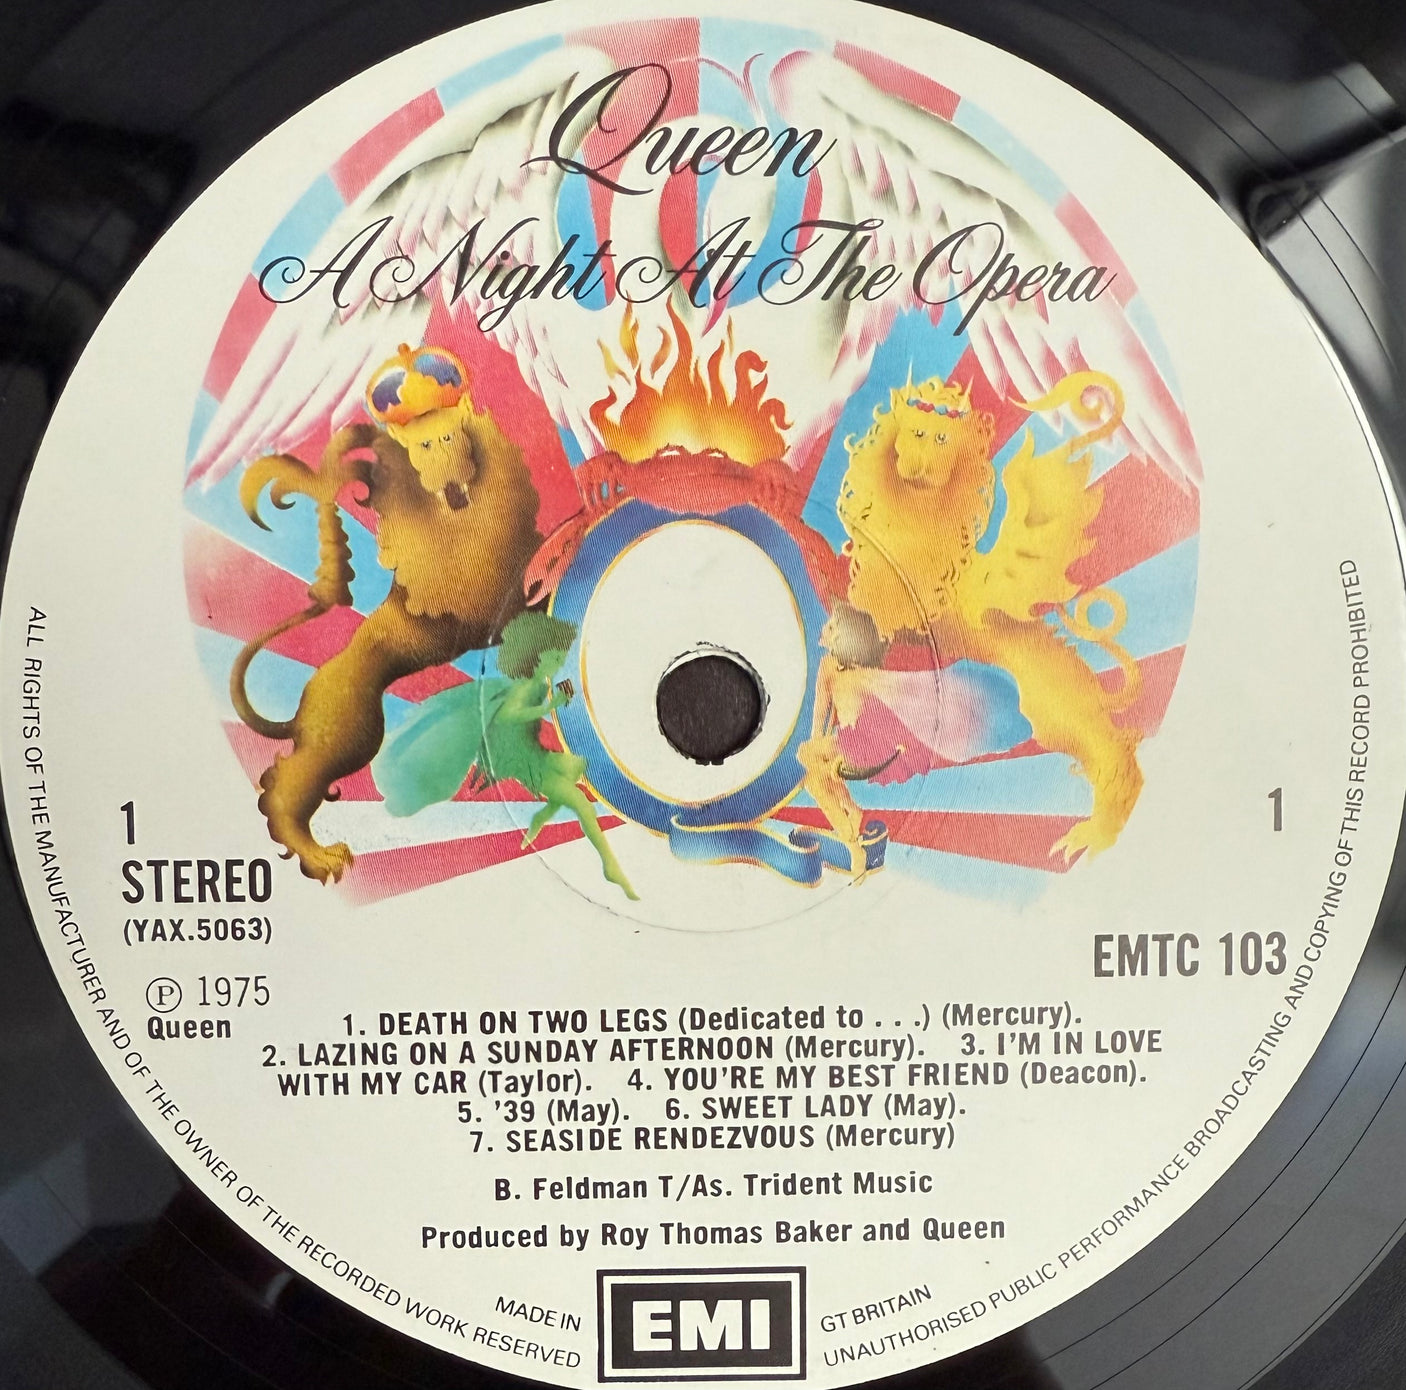 Queen
A Night At The Opera
1
STEREO
(YAX.5063)
Ⓟ 1975
Queen
1
EMTC 103
1. DEATH ON TWO LEGS (Dedicated to . . .) (Mercury).
2. LAZING ON A SUNDAY AFTERNOON (Mercury). 3. I'M IN LOVE
WITH MY CAR (Taylor). 4. YOU'RE MY BEST FRIEND (Deacon).
5. '39 (May). 6. SWEET LADY (May).
7. SEASIDE RENDEZVOUS (Mercury)
B. Feldman T/As. Trident Music
Produced by Roy Thomas Baker and Queen
MADE IN
EMI
GT BRITAIN
ALL RIGHTS OF THE MANUFACTURER AND OF THE OWNER OF THE RECORDED WORK RESERVED
UNAUTHORISED PUBLIC PERFORMANCE BROADCASTING AND COPYING OF THIS RECORD PROHIBITED